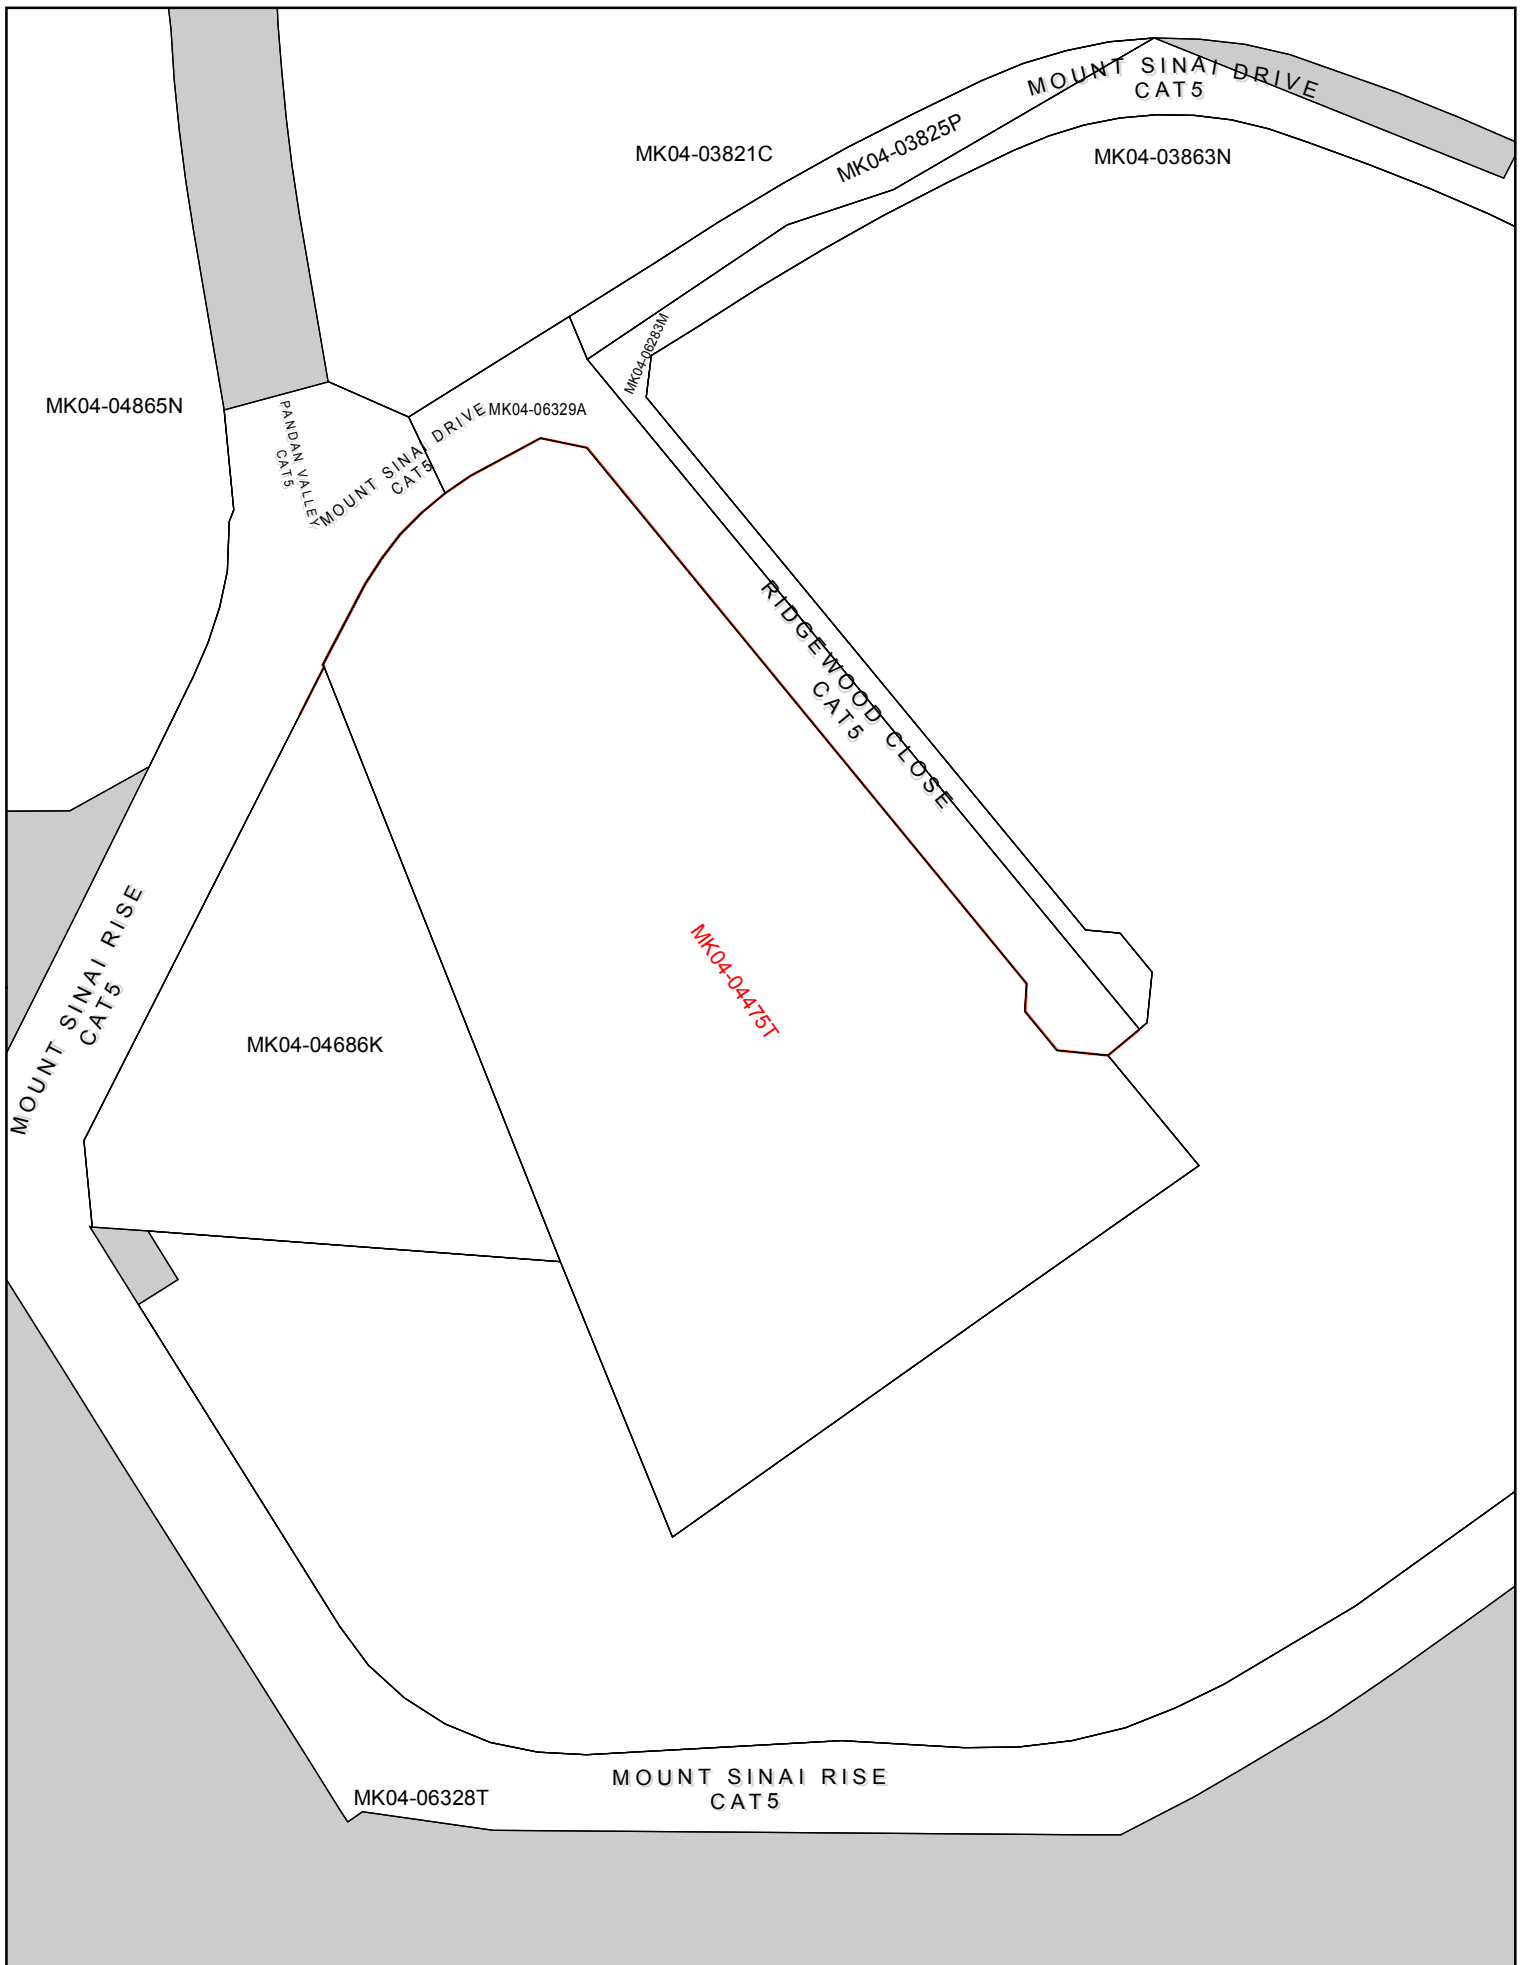 MOUNT SINAI DRIVE
CAT5
MK04-03825P
MK04-03821C
MK04-03863N
MK04-06283M
MK04-04865N
PANDAN VALLEY
CAT5
MOUNT SINAI DRIVE
CAT5
MK04-06329A
RIDGEWOOD CLOSE
CAT5
MOUNT SINAI RISE
CAT5
MK04-04475T
MK04-04686K
MOUNT SINAI RISE
CAT5
MK04-06328T